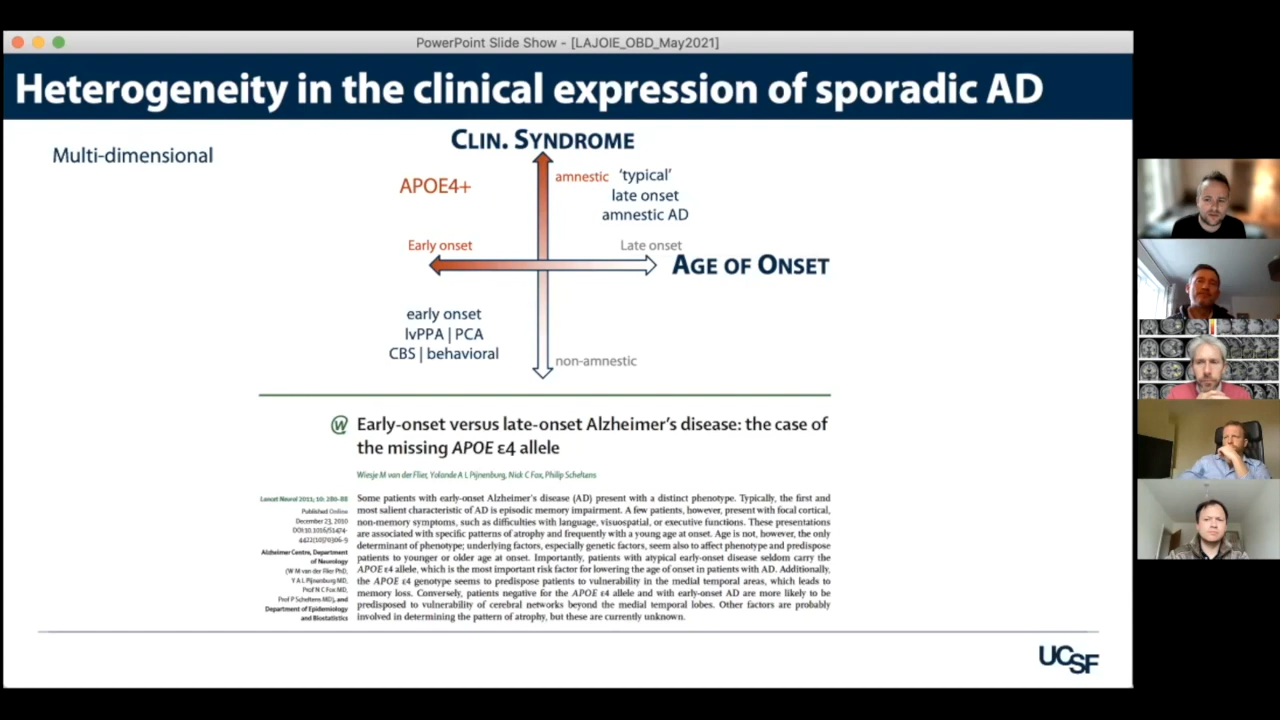 PowerPoint Slide Show - [LAJOIE_OBD_May2021]
Heterogeneity in the clinical expression of sporadic AD
Multi-dimensional
CLIN. SYNDROME
APOE4+
amnestic
'typical'
late onset
amnestic AD
Early onset
Late onset
AGE OF ONSET
early onset
lvPPA | PCA
CBS | behavioral
non-amnestic
Early-onset versus late-onset Alzheimer's disease: the case of
the missing APOE ε4 allele
Wiesje M van der Flier, Yolande A L Pijnenburg, Nick C Fox, Philip Scheltens
Lancet Neurol 2011; 10: 280-88
Published Online
December 23, 2010
DOI:10.1016/S1474-
4422(10)70306-9
Alzheimer Centre, Department
of Neurology
(W M van der Flier PhD,
Y A L Pijnenburg MD,
Prof N C Fox MD,
Prof P Scheltens MD), and
Department of Epidemiology
and Biostatistics
Some patients with early-onset Alzheimer's disease (AD) present with a distinct phenotype. Typically, the first and
most salient characteristic of AD is episodic memory impairment. A few patients, however, present with focal cortical,
non-memory symptoms, such as difficulties with language, visuospatial, or executive functions. These presentations
are associated with specific patterns of atrophy and frequently with a young age at onset. Age is not, however, the only
determinant of phenotype; underlying factors, especially genetic factors, seem also to affect phenotype and predispose
patients to younger or older age at onset. Importantly, patients with atypical early-onset disease seldom carry the
APOE ε4 allele, which is the most important risk factor for lowering the age of onset in patients with AD. Additionally,
the APOE ε4 genotype seems to predispose patients to vulnerability in the medial temporal areas, which leads to
memory loss. Conversely, patients negative for the APOE ε4 allele and with early-onset AD are more likely to be
predisposed to vulnerability of cerebral networks beyond the medial temporal lobes. Other factors are probably
involved in determining the pattern of atrophy, but these are currently unknown.
UCSF